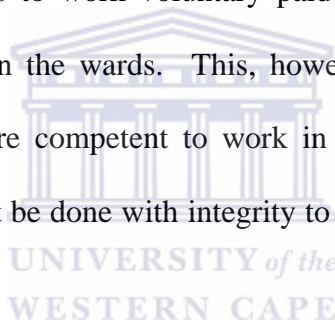 to work voluntary paid
n the wards. This, howe
re competent to work in
be done with integrity to
UNIVERSITY of the
WESTERN CAPE